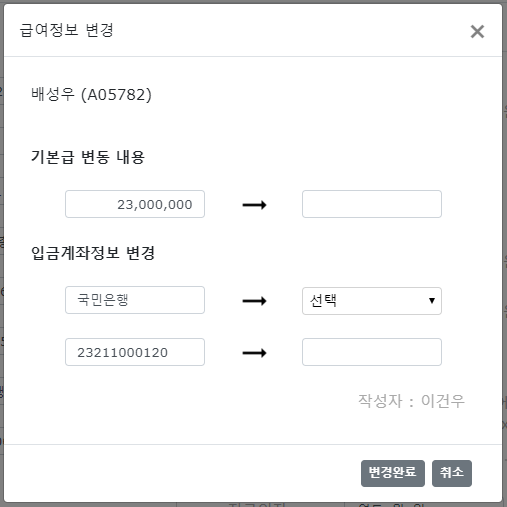 급여정보 변경
배성우 (A05782)
기본급 변동 내용
23,000,000
입금계좌정보 변경
국민은행 선택
23211000120
작성자 : 이건우
변경완료 취소